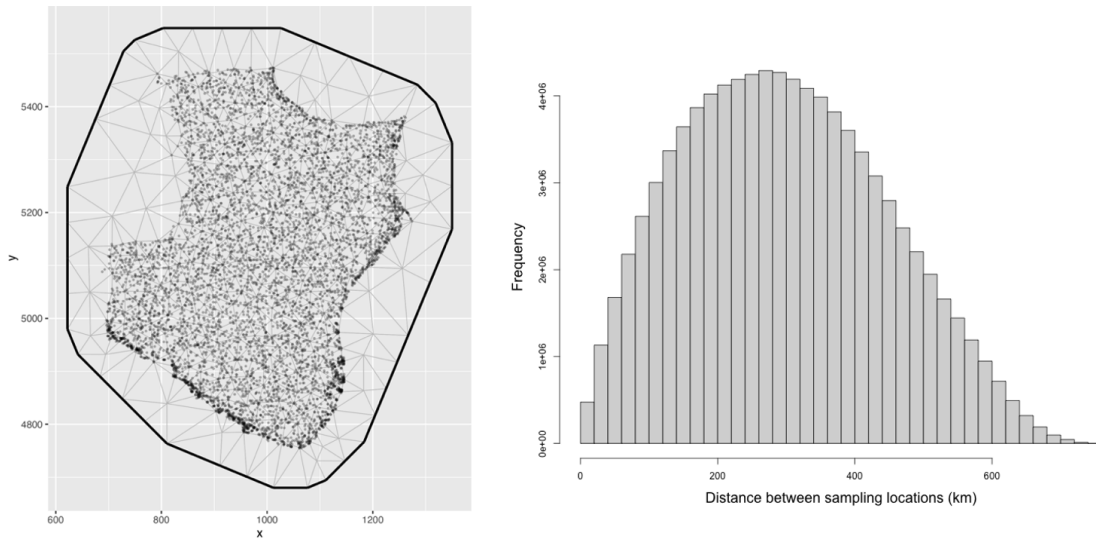 5400
5200
5000
4800
y
600
800
1000
1200
x
4e+06
3e+06
2e+06
1e+06
0e+00
Frequency
0
200
400
600
Distance between sampling locations (km)